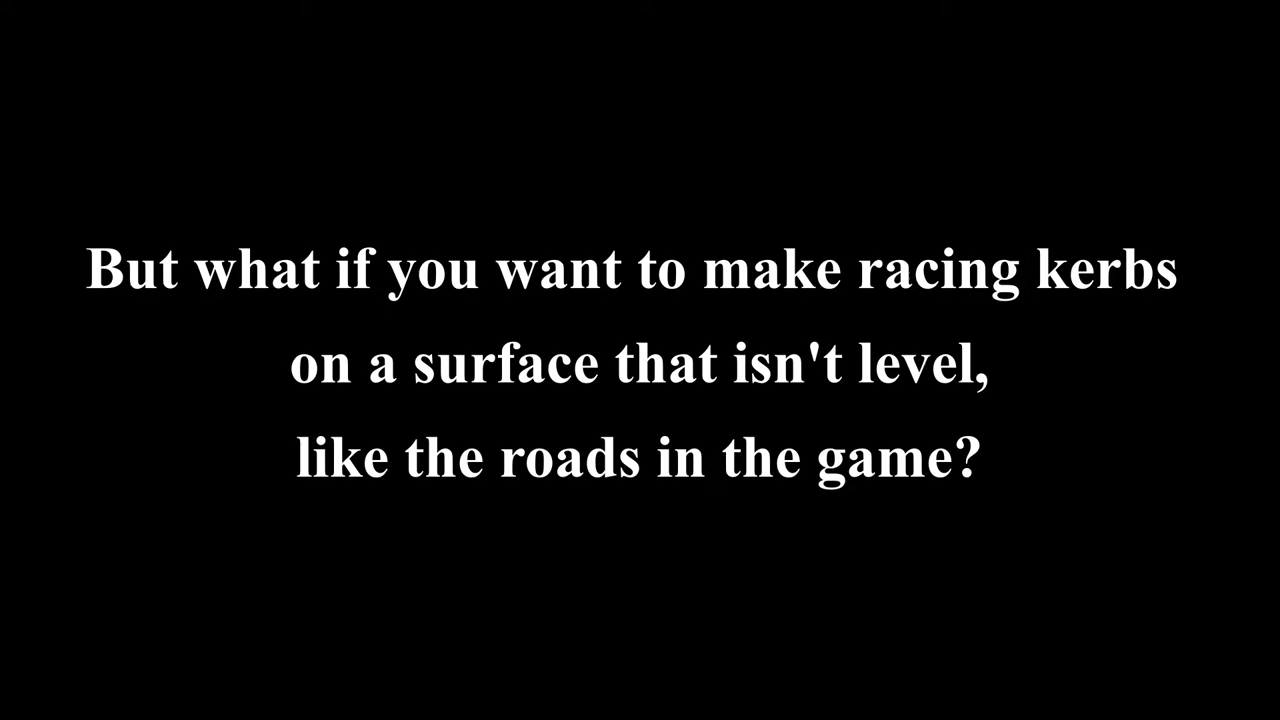 But what if you want to make racing kerbs
on a surface that isn't level,
like the roads in the game?